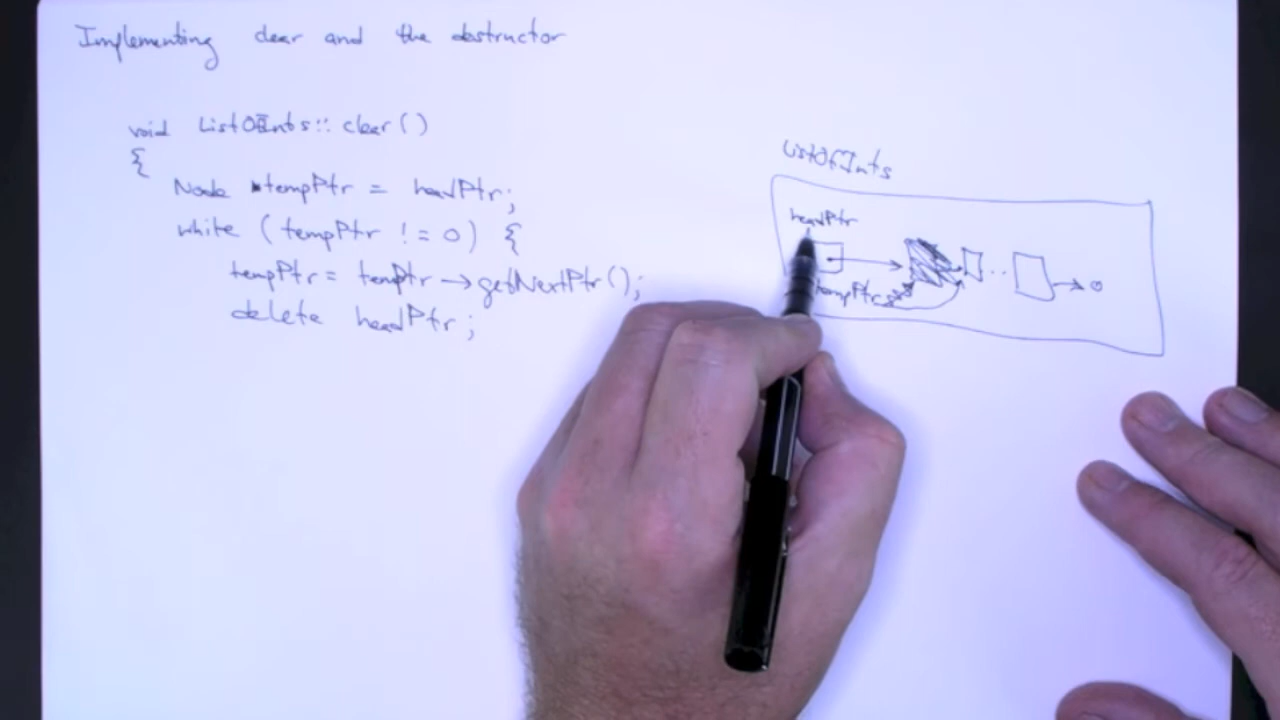 Implementing clear and the destructor
void ListOfInts::clear()
{
Node *tempPtr = headPtr;
while (tempPtr != 0) {
tempPtr = tempPtr → getNextPtr();
delete headPtr;
ListOfInts
headPtr
tempPtr
0